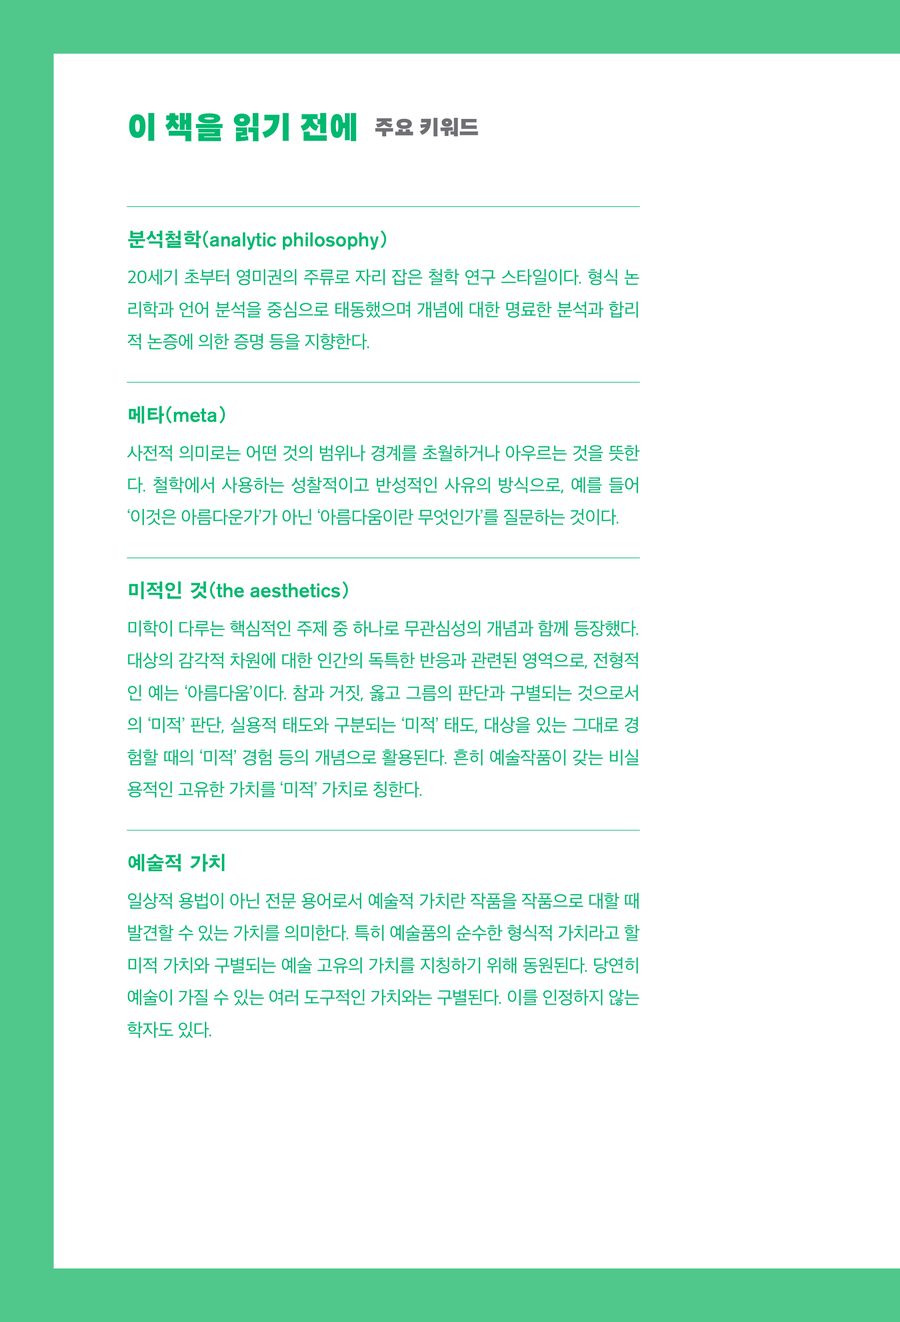 이 책을 읽기 전에 주요 키워드
분석철학(analytic philosophy)
20세기 초부터 영미권의 주류로 자리 잡은 철학 연구 스타일이다. 형식 논
리학과 언어 분석을 중심으로 태동했으며 개념에 대한 명료한 분석과 합리
적 논증에 의한 증명 등을 지향한다.
메타(meta)
사전적 의미로는 어떤 것의 범위나 경계를 초월하거나 아우르는 것을 뜻한
다. 철학에서 사용하는 성찰적이고 반성적인 사유의 방식으로, 예를 들어
‘이것은 아름다운가’가 아닌 ‘아름다움이란 무엇인가’를 질문하는 것이다.
미적인 것(the aesthetics)
미학이 다루는 핵심적인 주제 중 하나로 무관심성의 개념과 함께 등장했다.
대상의 감각적 차원에 대한 인간의 독특한 반응과 관련된 영역으로, 전형적
인 예는 ‘아름다움’이다. 참과 거짓, 옳고 그름의 판단과 구별되는 것으로서
의 ‘미적’ 판단, 실용적 태도와 구분되는 ‘미적’ 태도, 대상을 있는 그대로 경
험할 때의 ‘미적’ 경험 등의 개념으로 활용된다. 흔히 예술작품이 갖는 비실
용적인 고유한 가치를 ‘미적’ 가치로 칭한다.
예술적 가치
일상적 용법이 아닌 전문 용어로서 예술적 가치란 작품을 작품으로 대할 때
발견할 수 있는 가치를 의미한다. 특히 예술품의 순수한 형식적 가치라고 할
미적 가치와 구별되는 예술 고유의 가치를 지칭하기 위해 동원된다. 당연히
예술이 가질 수 있는 여러 도구적인 가치와는 구별된다. 이를 인정하지 않는
학자도 있다.